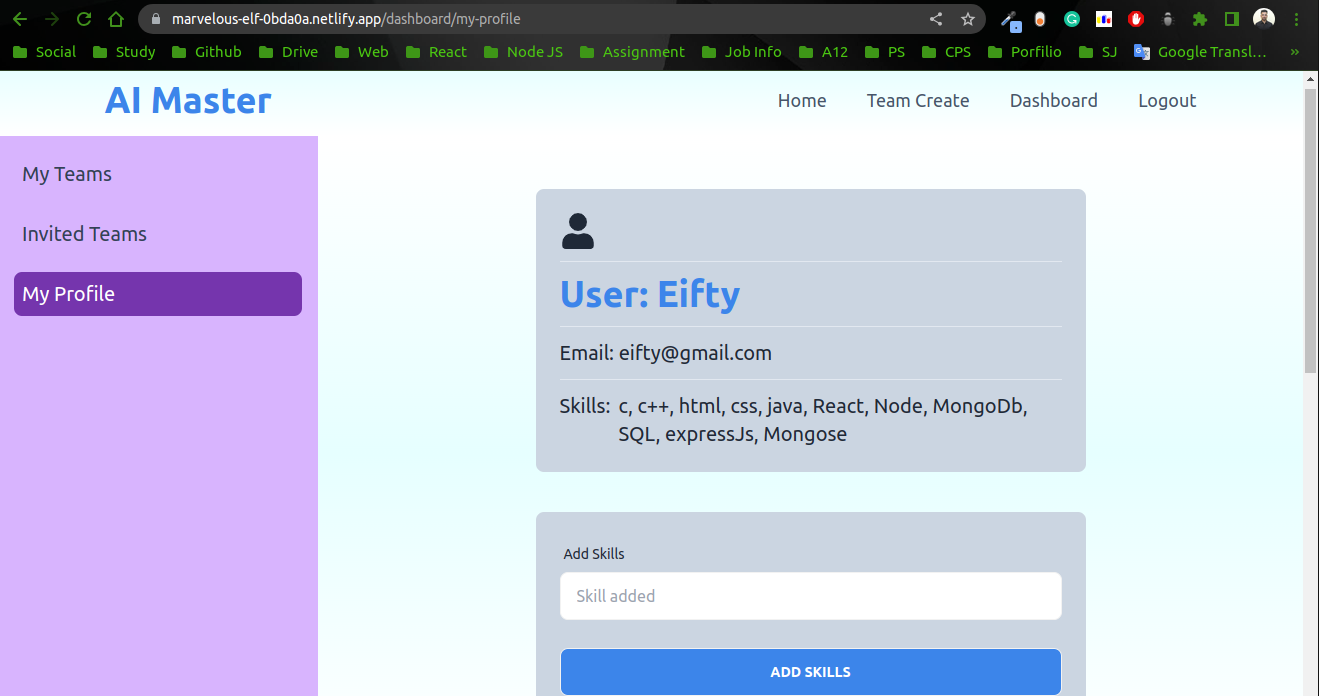 marvelous-elf-0bda0a.netlify.app/dashboard/my-profile
Social Study Github Drive Web React Node JS Assignment Job Info A12 PS CPS Porfilio SJ Google Transl... »
AI Master
Home Team Create Dashboard Logout
My Teams
Invited Teams
My Profile
User: Eifty
Email: eifty@gmail.com
Skills: c, c++, html, css, java, React, Node, MongoDb,
SQL, expressJs, Mongose
Add Skills
Skill added
ADD SKILLS